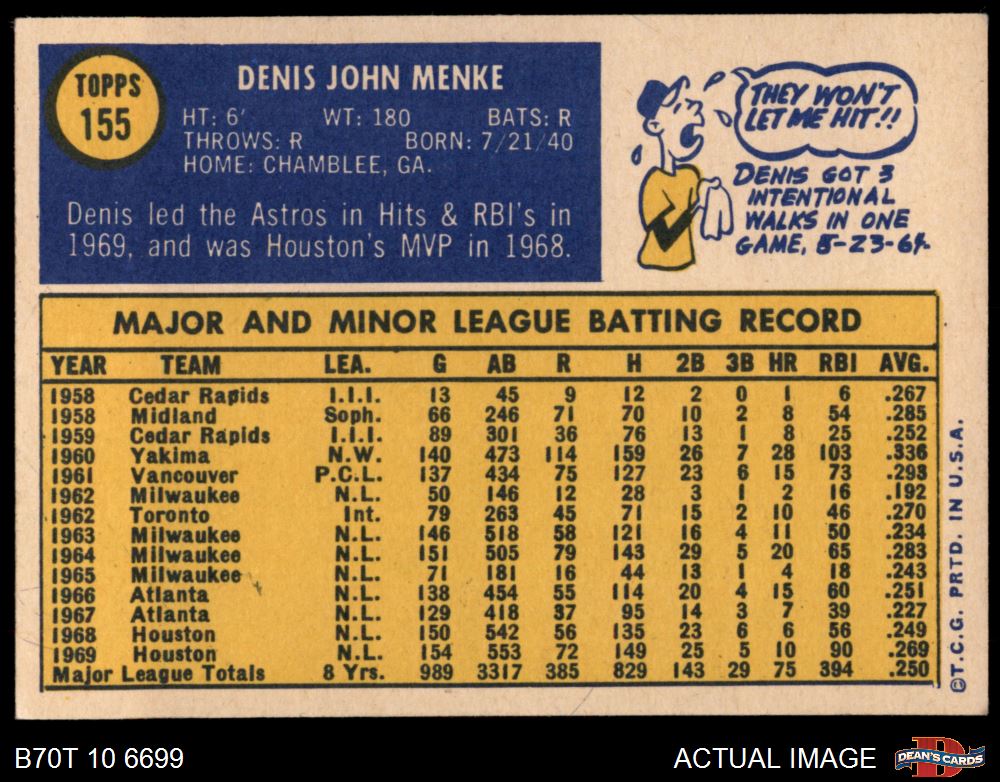 TOPPS
155
DENIS JOHN MENKE
HT: 6' WT: 180 BATS: R
THROWS: R BORN: 7/21/40
HOME: CHAMBLEE, GA.
Denis led the Astros in Hits & RBI's in
1969, and was Houston's MVP in 1968.
THEY WON'T
LET ME HIT!!
DENIS GOT 3
INTENTIONAL
WALKS IN ONE
GAME, 8-23-64.
MAJOR AND MINOR LEAGUE BATTING RECORD
YEAR TEAM LEA. G AB R H 2B 3B HR RBI AVG.
1958 Cedar Rapids I.I.I. 13 45 9 12 2 0 1 6 .267
1958 Midland Soph. 66 246 71 70 10 2 8 54 .285
1959 Cedar Rapids I.I.I. 89 301 36 76 13 1 8 25 .252
1960 Yakima N.W. 140 473 114 159 26 7 28 103 .336
1961 Vancouver P.C.L. 137 434 75 127 23 6 15 73 .293
1962 Milwaukee N.L. 50 146 12 28 3 1 2 16 .192
1962 Toronto Int. 79 263 45 71 15 2 10 46 .270
1963 Milwaukee N.L. 146 518 58 121 16 4 11 50 .234
1964 Milwaukee N.L. 151 505 79 143 29 5 20 65 .283
1965 Milwaukee N.L. 71 181 16 44 13 1 4 18 .243
1966 Atlanta N.L. 138 454 55 114 20 4 15 60 .251
1967 Atlanta N.L. 129 418 37 95 14 3 7 39 .227
1968 Houston N.L. 150 542 56 135 23 6 6 56 .249
1969 Houston N.L. 154 553 72 149 25 5 10 90 .269
Major League Totals 8 Yrs. 989 3317 385 829 143 29 75 394 .250
©T.C.G. PRTD. IN U.S.A.
B70T 10 6699
ACTUAL IMAGE
D
DEAN'S CARDS